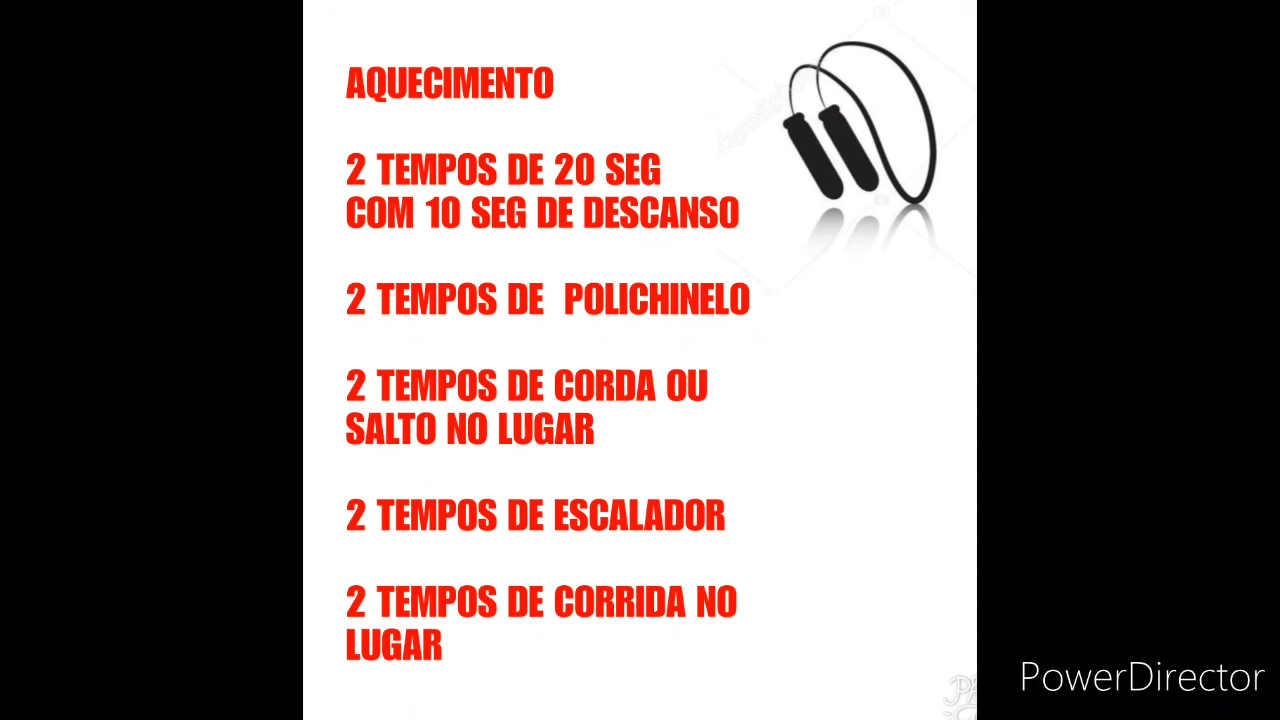 AQUECIMENTO
2 TEMPOS DE 20 SEG
COM 10 SEG DE DESCANSO
2 TEMPOS DE POLICHINELO
2 TEMPOS DE CORDA OU
SALTO NO LUGAR
2 TEMPOS DE ESCALADOR
2 TEMPOS DE CORRIDA NO
LUGAR
PowerDirector